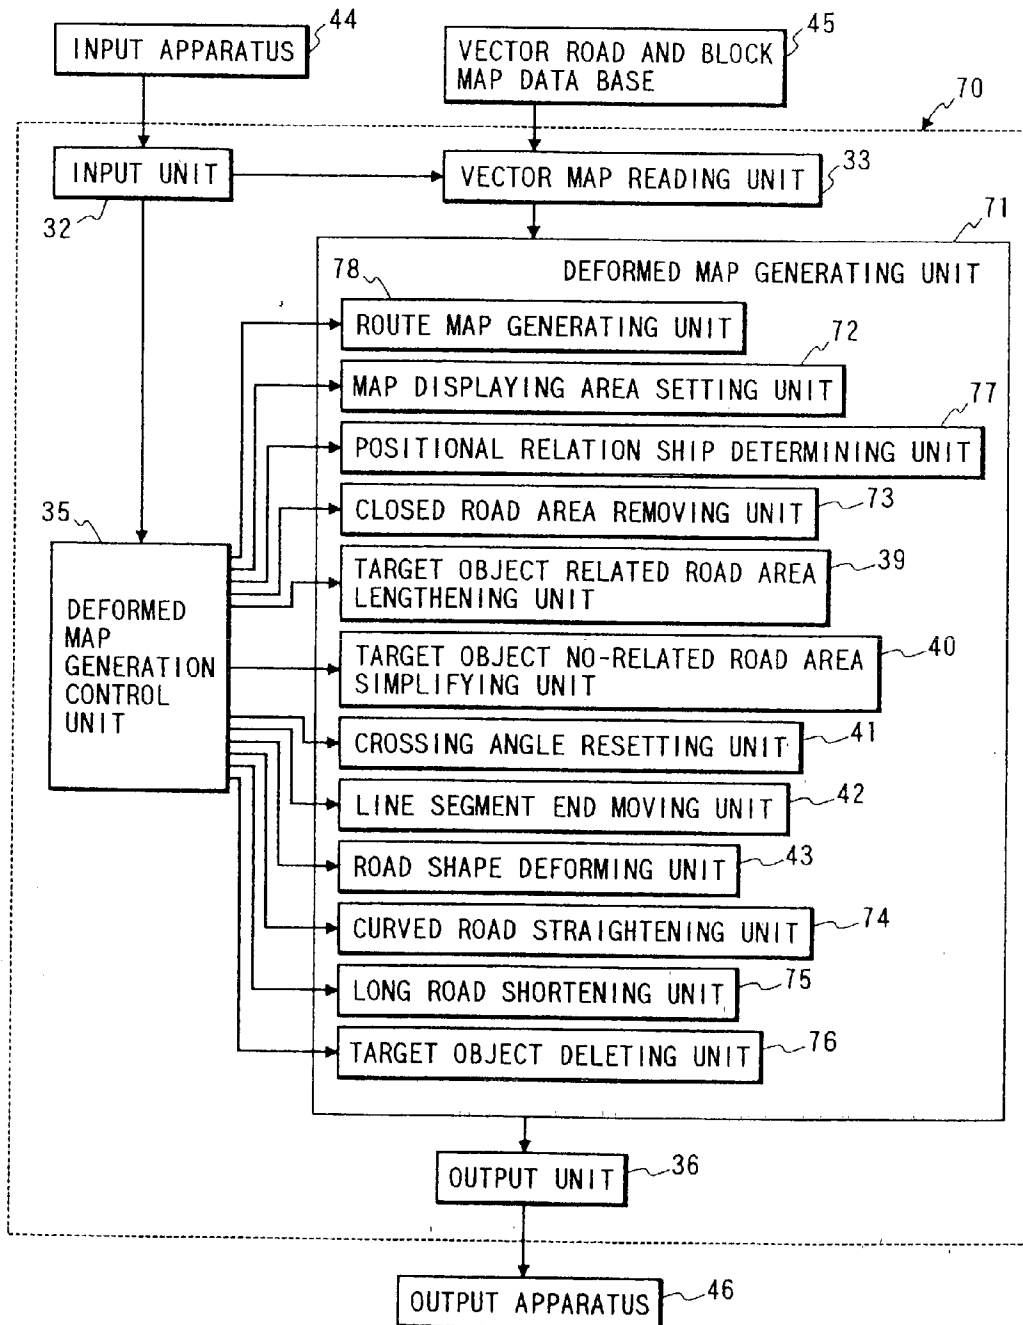 44
INPUT APPARATUS
45
VECTOR ROAD AND BLOCK
MAP DATA BASE
70
INPUT UNIT
32
VECTOR MAP READING UNIT
33
71
DEFORMED MAP GENERATING UNIT
78
ROUTE MAP GENERATING UNIT
72
MAP DISPLAYING AREA SETTING UNIT
77
POSITIONAL RELATION SHIP DETERMINING UNIT
73
CLOSED ROAD AREA REMOVING UNIT
39
TARGET OBJECT RELATED ROAD AREA
LENGTHENING UNIT
35
DEFORMED
MAP
GENERATION
CONTROL
UNIT
40
TARGET OBJECT NO-RELATED ROAD AREA
SIMPLIFYING UNIT
41
CROSSING ANGLE RESETTING UNIT
42
LINE SEGMENT END MOVING UNIT
43
ROAD SHAPE DEFORMING UNIT
74
CURVED ROAD STRAIGHTENING UNIT
75
LONG ROAD SHORTENING UNIT
76
TARGET OBJECT DELETING UNIT
36
OUTPUT UNIT
46
OUTPUT APPARATUS